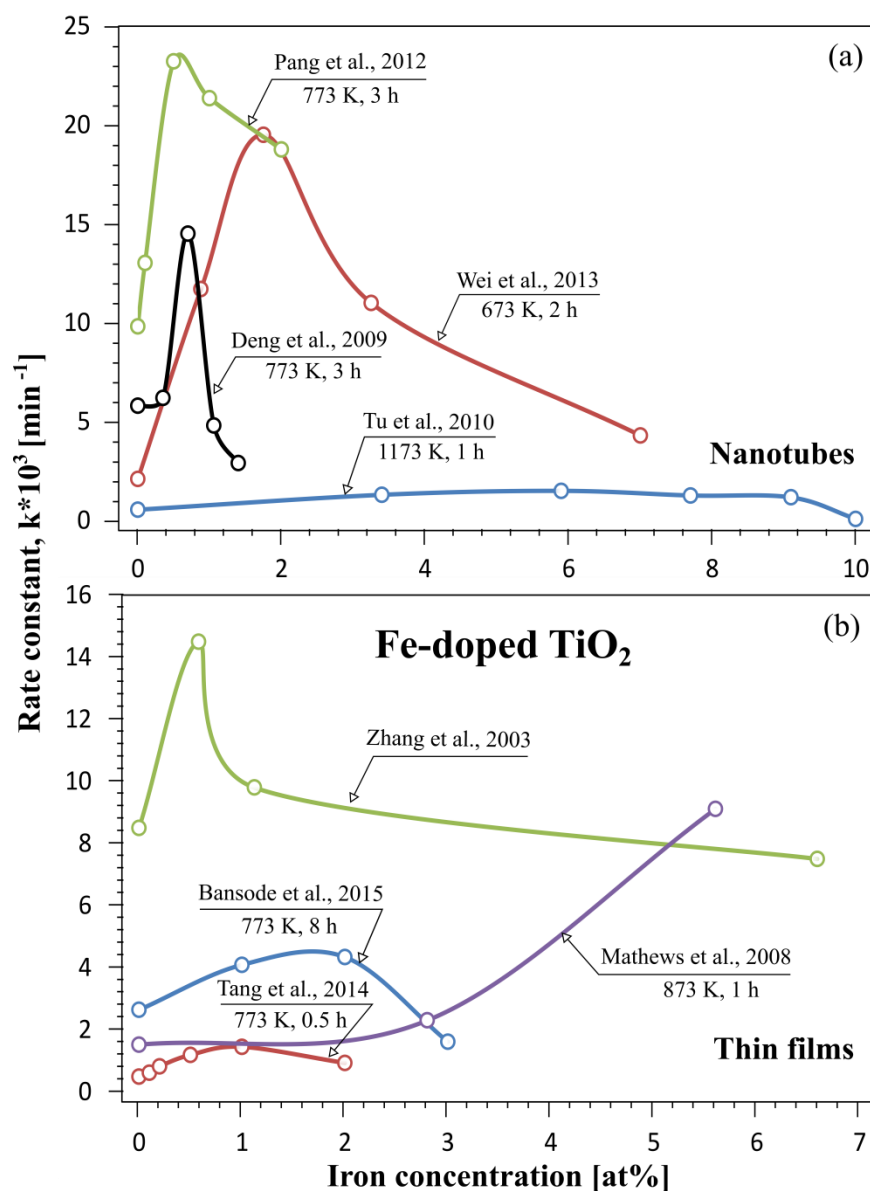 Rate constant, k*10³ [min ⁻¹]
25
20
15
10
5
0
(a)
Pang et al., 2012
773 K, 3 h
Wei et al., 2013
673 K, 2 h
Deng et al., 2009
773 K, 3 h
Tu et al., 2010
1173 K, 1 h
Nanotubes
0 2 4 6 8 10
16
14
12
10
8
6
4
2
0
(b)
Fe-doped TiO₂
Zhang et al., 2003
Bansode et al., 2015
773 K, 8 h
Mathews et al., 2008
873 K, 1 h
Tang et al., 2014
773 K, 0.5 h
Thin films
0 1 2 3 4 5 6 7
Iron concentration [at%]